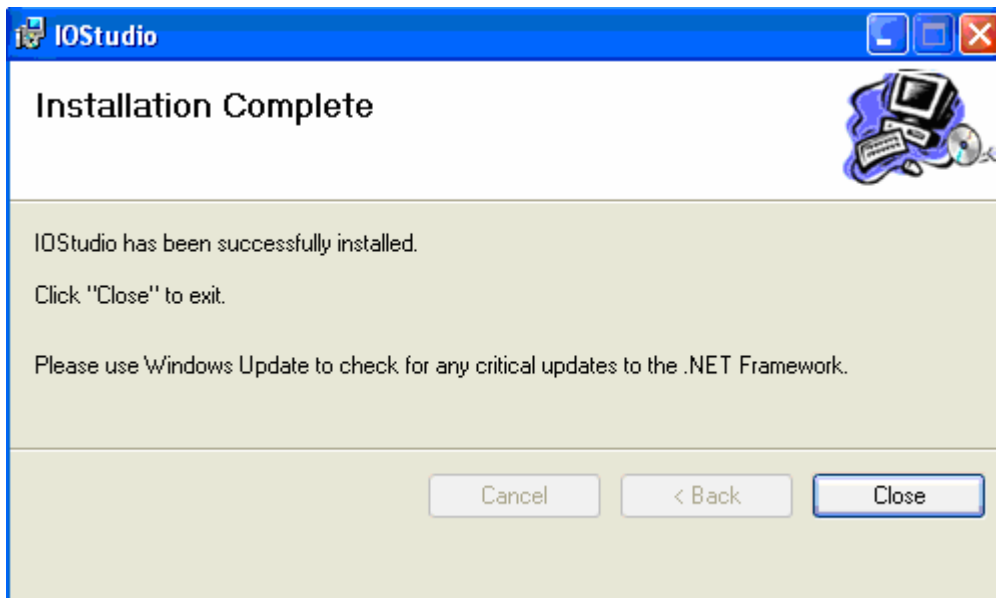 IOStudio
Installation Complete
IOStudio has been successfully installed.
Click "Close" to exit.
Please use Windows Update to check for any critical updates to the .NET Framework.
Cancel
< Back
Close